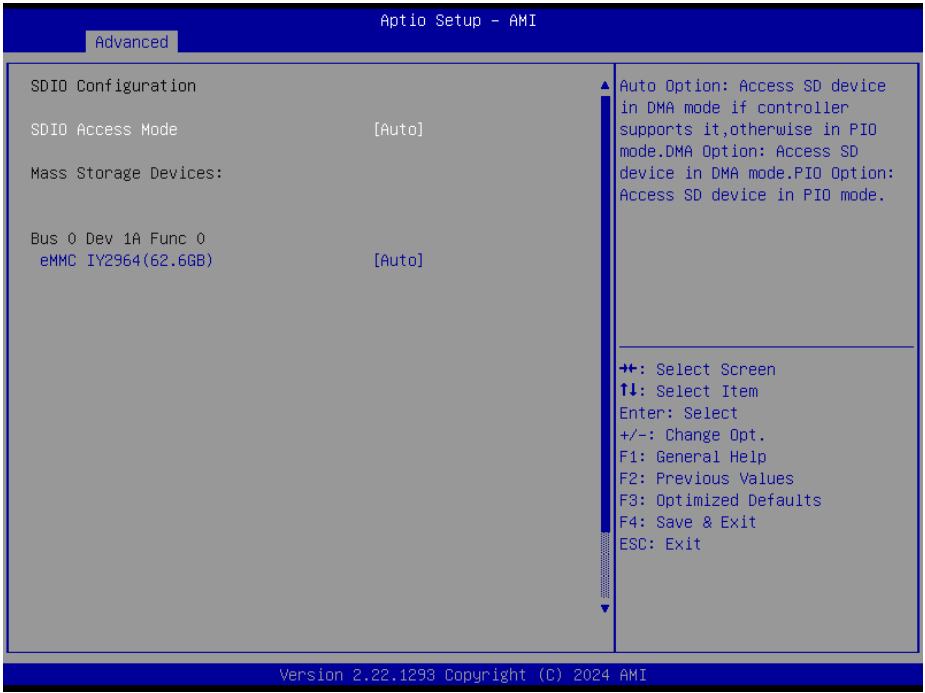 Aptio Setup - AMI
Advanced
SDIO Configuration
SDIO Access Mode [Auto]
Mass Storage Devices:
Bus 0 Dev 1A Func 0
eMMC IY2964(62.6GB) [Auto]
Auto Option: Access SD device
in DMA mode if controller
supports it,otherwise in PIO
mode.DMA Option: Access SD
device in DMA mode.PIO Option:
Access SD device in PIO mode.
→←: Select Screen
↑↓: Select Item
Enter: Select
+/-: Change Opt.
F1: General Help
F2: Previous Values
F3: Optimized Defaults
F4: Save & Exit
ESC: Exit
Version 2.22.1293 Copyright (C) 2024 AMI